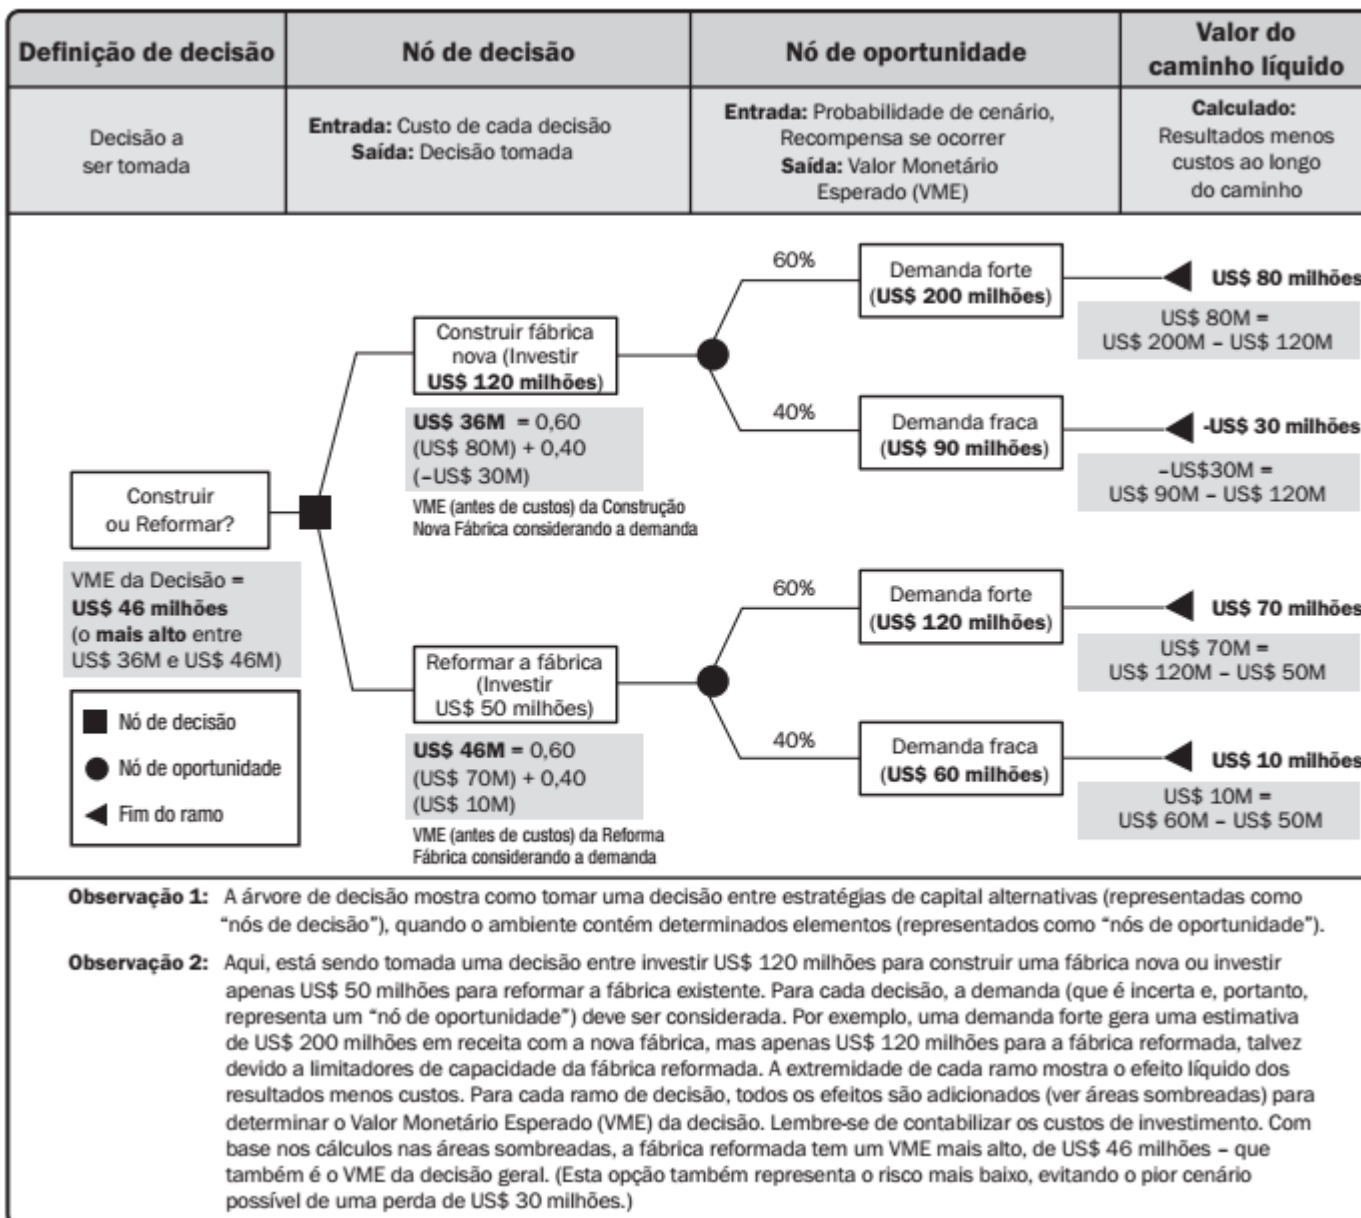 Definição de decisão
Nó de decisão
Nó de oportunidade
Valor do
caminho líquido
Decisão a
ser tomada
Entrada: Custo de cada decisão
Saída: Decisão tomada
Entrada: Probabilidade de cenário,
Recompensa se ocorrer
Saída: Valor Monetário
Esperado (VME)
Calculado:
Resultados menos
custos ao longo
do caminho
Construir
ou Reformar?
VME da Decisão =
US$ 46 milhões
(o mais alto entre
US$ 36M e US$ 46M)
Nó de decisão
Nó de oportunidade
Fim do ramo
Construir fábrica
nova (Investir
US$ 120 milhões)
US$ 36M = 0,60
(US$ 80M) + 0,40
(–US$ 30M)
VME (antes de custos) da Construção
Nova Fábrica considerando a demanda
60%
Demanda forte
(US$ 200 milhões)
US$ 80 milhões
US$ 80M =
US$ 200M – US$ 120M
40%
Demanda fraca
(US$ 90 milhões)
-US$ 30 milhões
–US$30M =
US$ 90M – US$ 120M
Reformar a fábrica
(Investir
US$ 50 milhões)
US$ 46M = 0,60
(US$ 70M) + 0,40
(US$ 10M)
VME (antes de custos) da Reforma
Fábrica considerando a demanda
60%
Demanda forte
(US$ 120 milhões)
US$ 70 milhões
US$ 70M =
US$ 120M – US$ 50M
40%
Demanda fraca
(US$ 60 milhões)
US$ 10 milhões
US$ 10M =
US$ 60M – US$ 50M
Observação 1: A árvore de decisão mostra como tomar uma decisão entre estratégias de capital alternativas (representadas como
“nós de decisão”), quando o ambiente contém determinados elementos (representados como “nós de oportunidade”).
Observação 2: Aqui, está sendo tomada uma decisão entre investir US$ 120 milhões para construir uma fábrica nova ou investir
apenas US$ 50 milhões para reformar a fábrica existente. Para cada decisão, a demanda (que é incerta e, portanto,
representa um “nó de oportunidade”) deve ser considerada. Por exemplo, uma demanda forte gera uma estimativa
de US$ 200 milhões em receita com a nova fábrica, mas apenas US$ 120 milhões para a fábrica reformada, talvez
devido a limitadores de capacidade da fábrica reformada. A extremidade de cada ramo mostra o efeito líquido dos
resultados menos custos. Para cada ramo de decisão, todos os efeitos são adicionados (ver áreas sombreadas) para
determinar o Valor Monetário Esperado (VME) da decisão. Lembre-se de contabilizar os custos de investimento. Com
base nos cálculos nas áreas sombreadas, a fábrica reformada tem um VME mais alto, de US$ 46 milhões – que
também é o VME da decisão geral. (Esta opção também representa o risco mais baixo, evitando o pior cenário
possível de uma perda de US$ 30 milhões.)